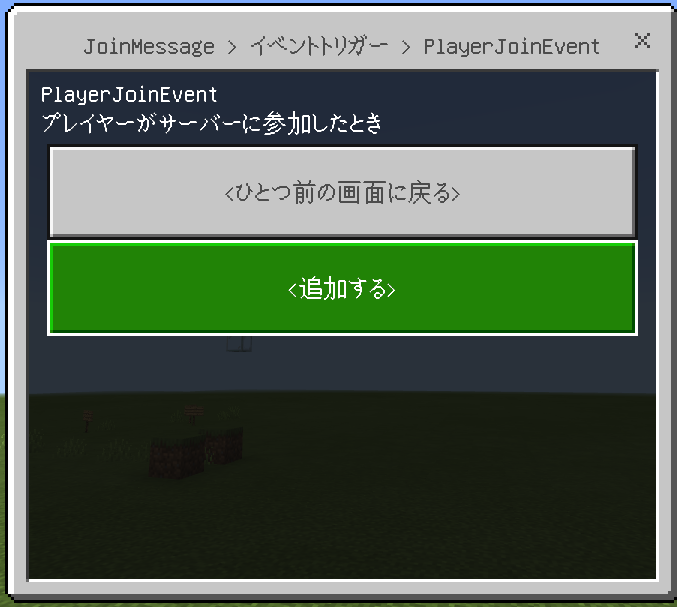 JoinMessage > イベントトリガー > PlayerJoinEvent
PlayerJoinEvent
プレイヤーがサーバーに参加したとき
<ひとつ前の画面に戻る>
<追加する>